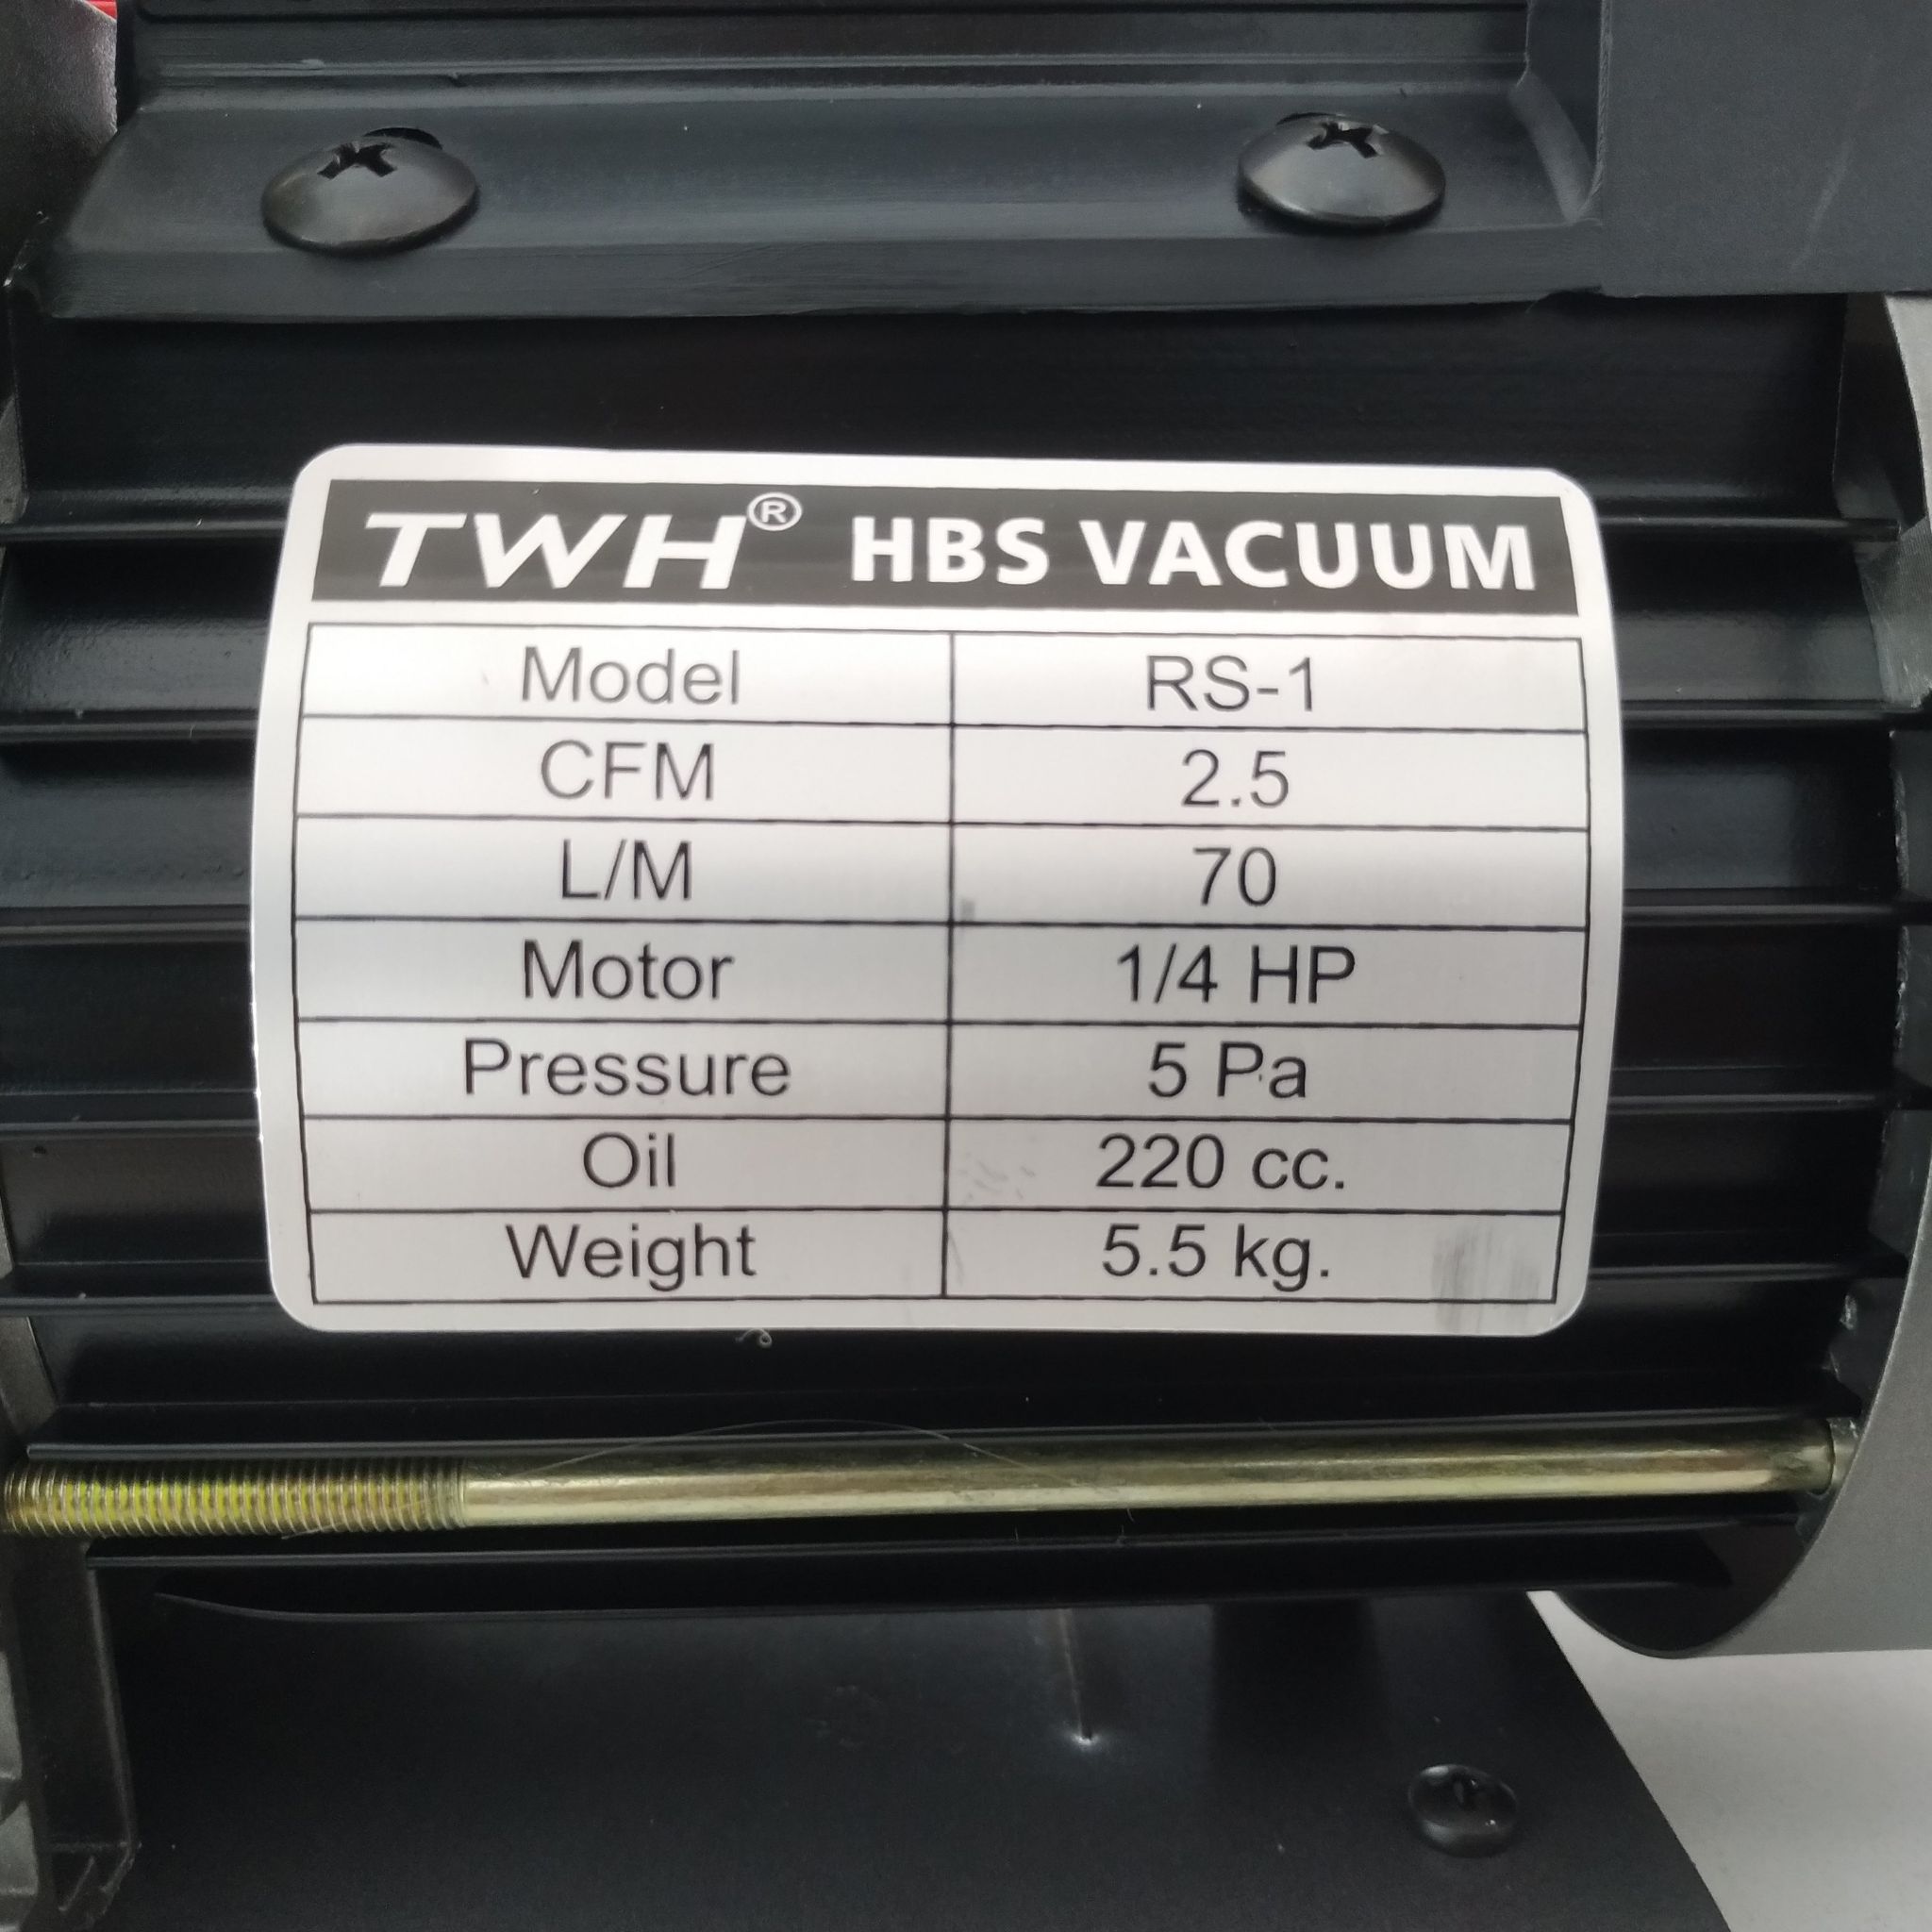 TWH® HBS VACUUM
Model RS-1
CFM 2.5
L/M 70
Motor 1/4 HP
Pressure 5 Pa
Oil 220 cc.
Weight 5.5 kg.